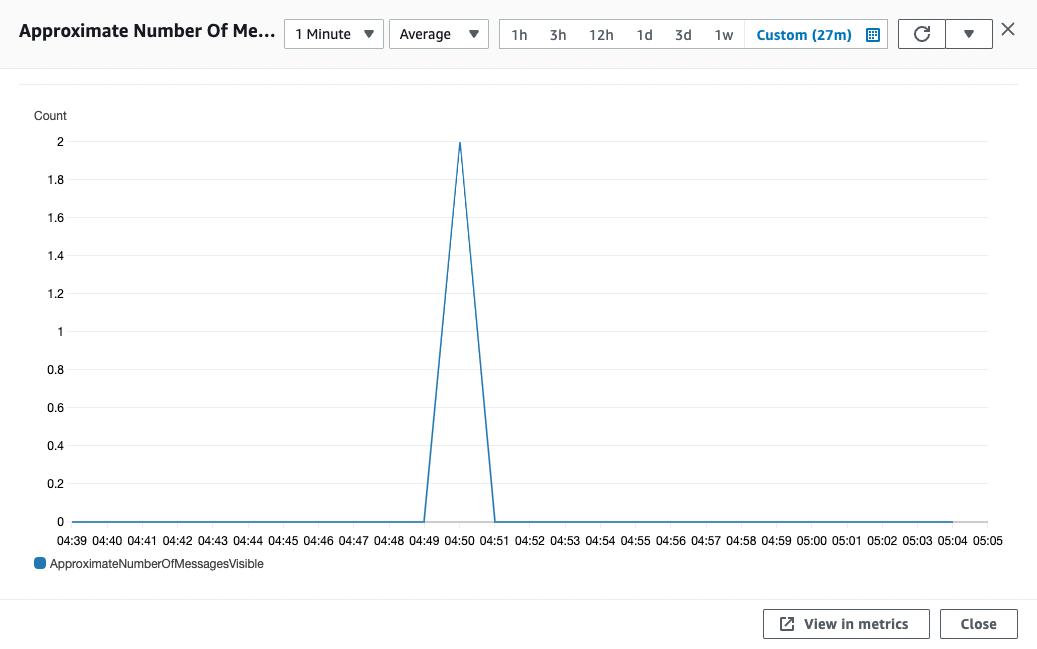 Approximate Number Of Me... 1 Minute Average 1h 3h 12h 1d 3d 1w Custom (27m)
Count
2
1.8
1.6
1.4
1.2
1
0.8
0.6
0.4
0.2
0
04:39 04:40 04:41 04:42 04:43 04:44 04:45 04:46 04:47 04:48 04:49 04:50 04:51 04:52 04:53 04:54 04:55 04:56 04:57 04:58 04:59 05:00 05:01 05:02 05:03 05:04 05:05
ApproximateNumberOfMessagesVisible
View in metrics Close